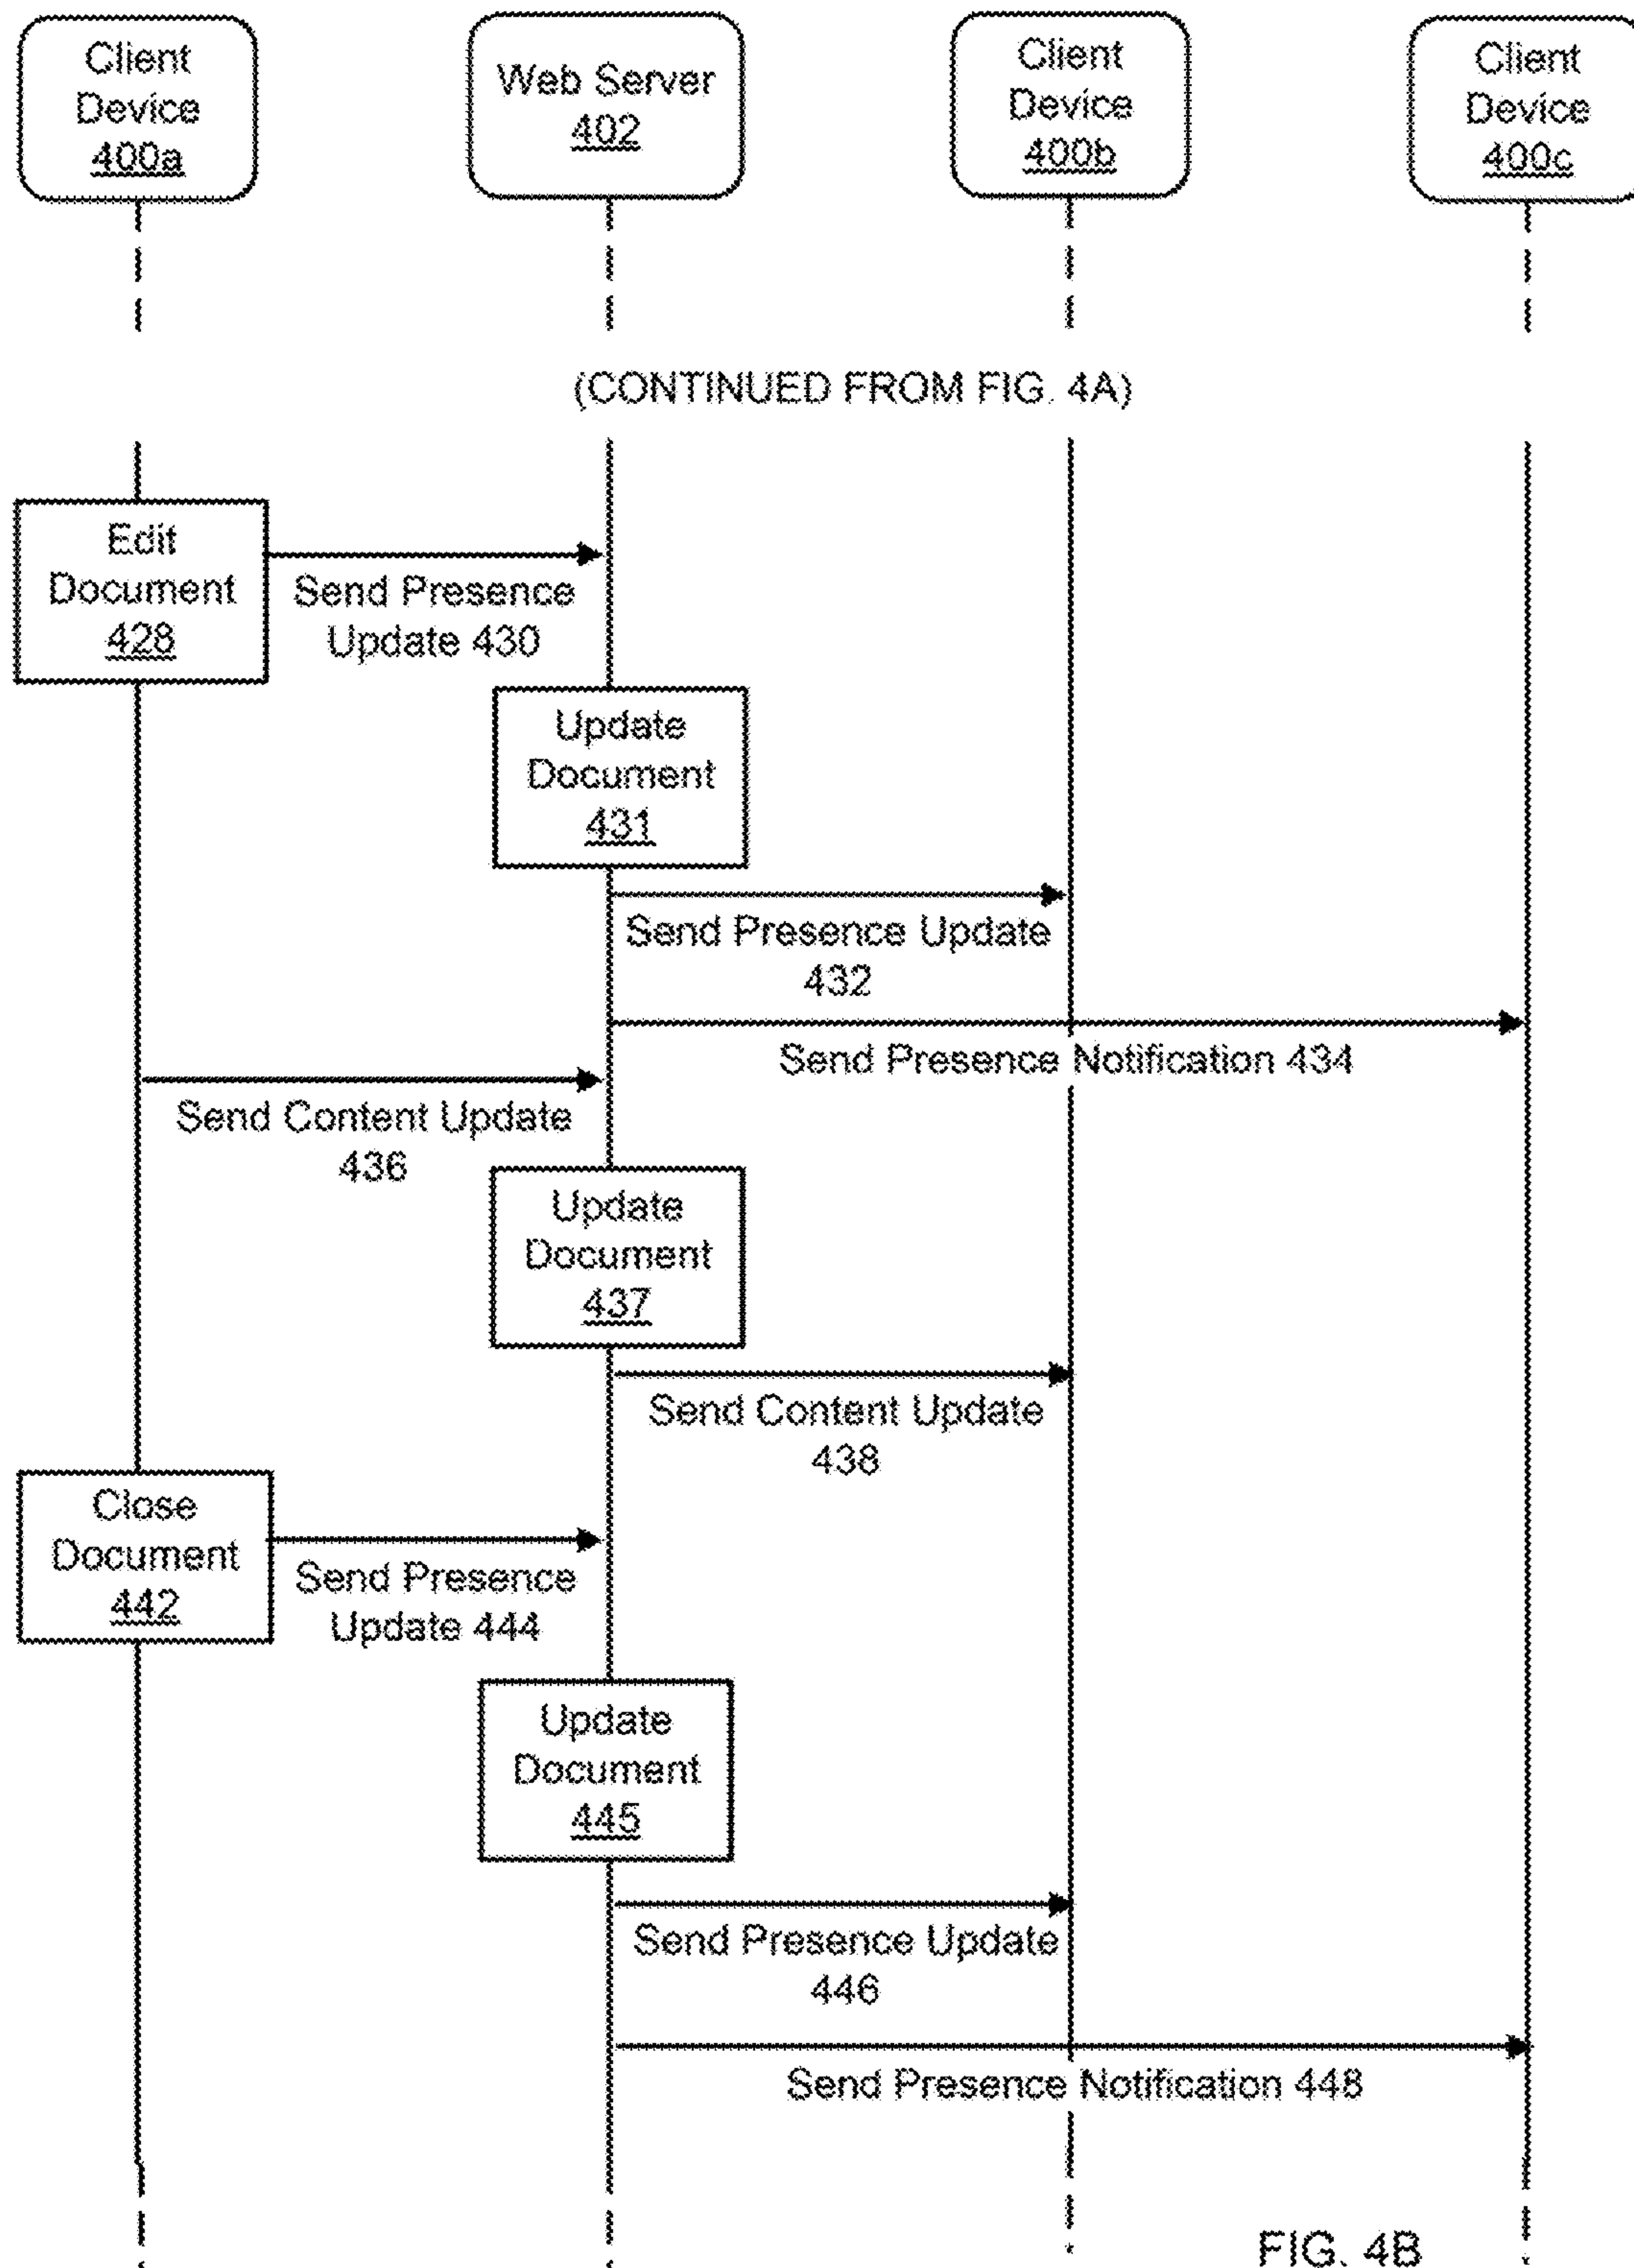 Client
Device
400a
Web Server
402
Client
Device
400b
Client
Device
400c
(CONTINUED FROM FIG. 4A)
Edit
Document
428
Send Presence
Update 430
Update
Document
431
Send Presence Update
432
Send Presence Notification 434
Send Content Update
436
Update
Document
437
Send Content Update
438
Close
Document
442
Send Presence
Update 444
Update
Document
445
Send Presence Update
446
Send Presence Notification 448
FIG. 4B